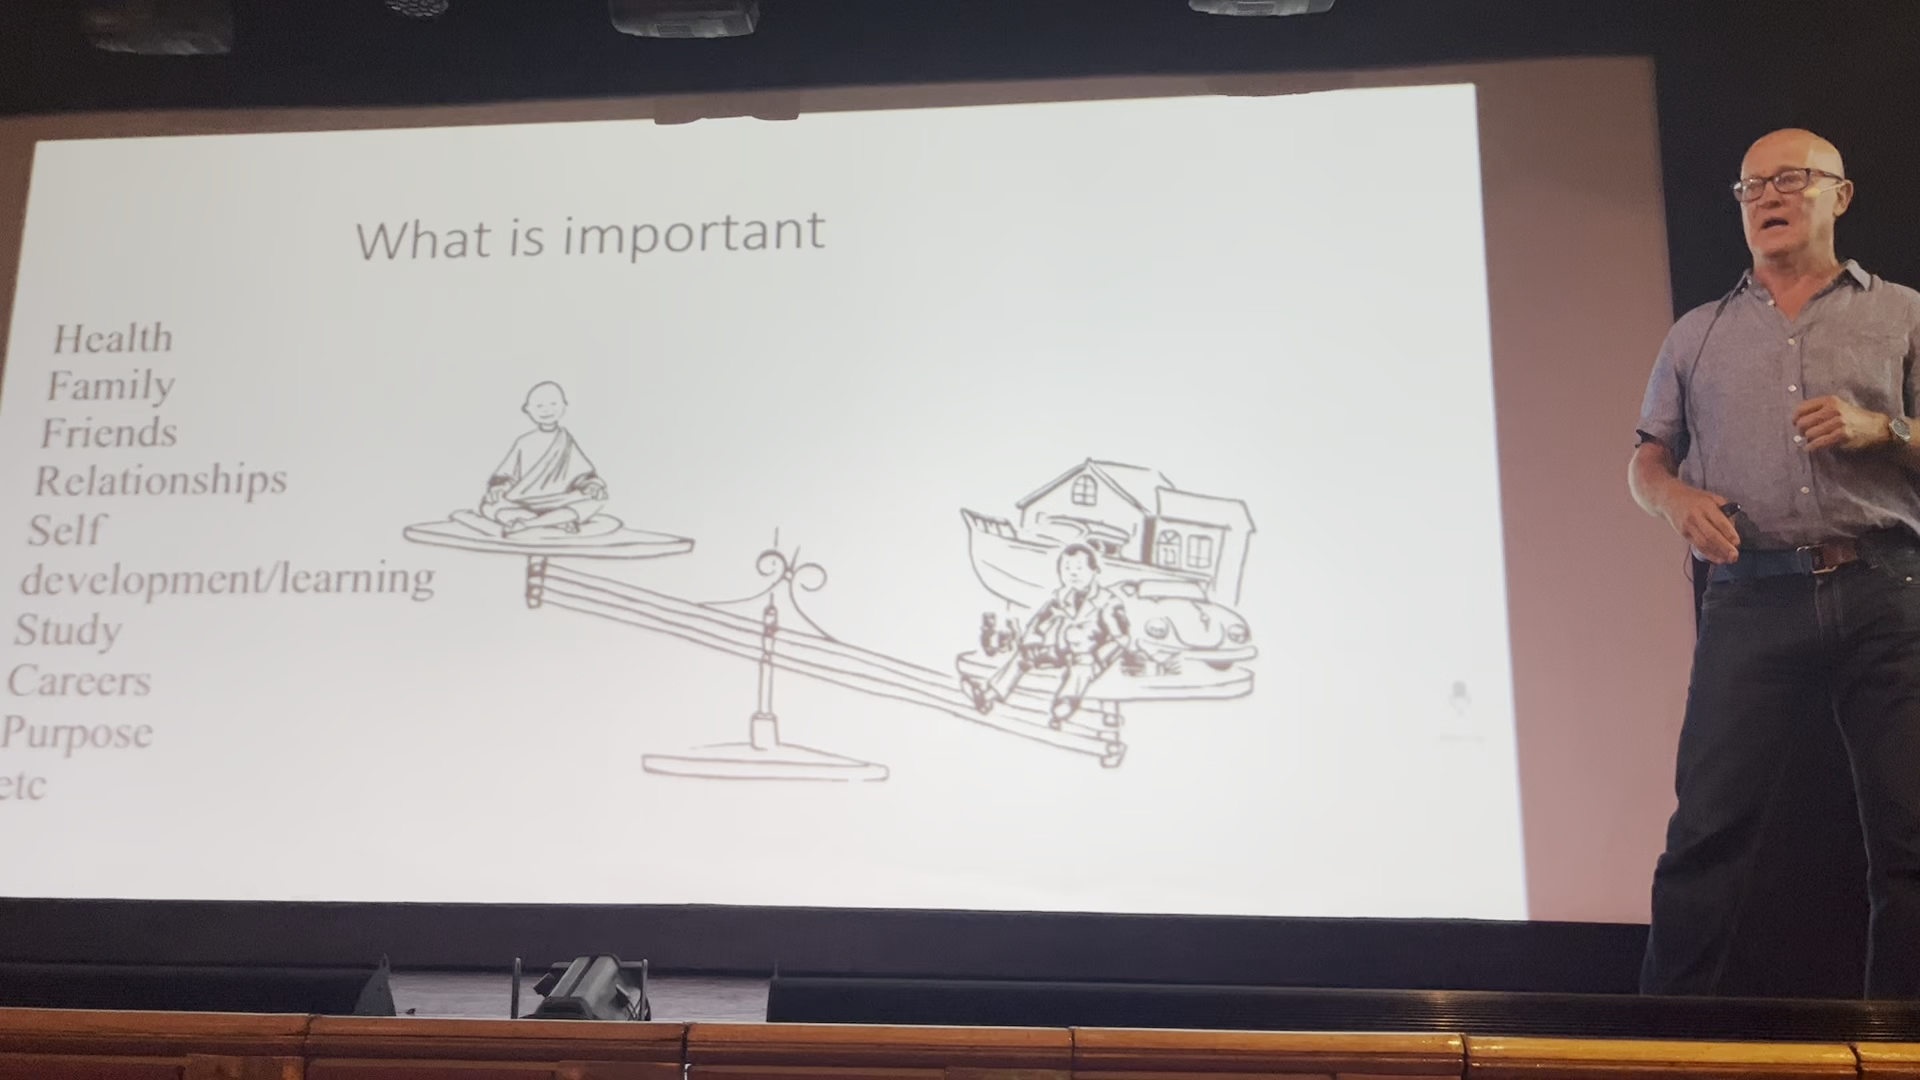 What is important
Health
Family
Friends
Relationships
Self
development/learning
Study
Careers
Purpose
etc